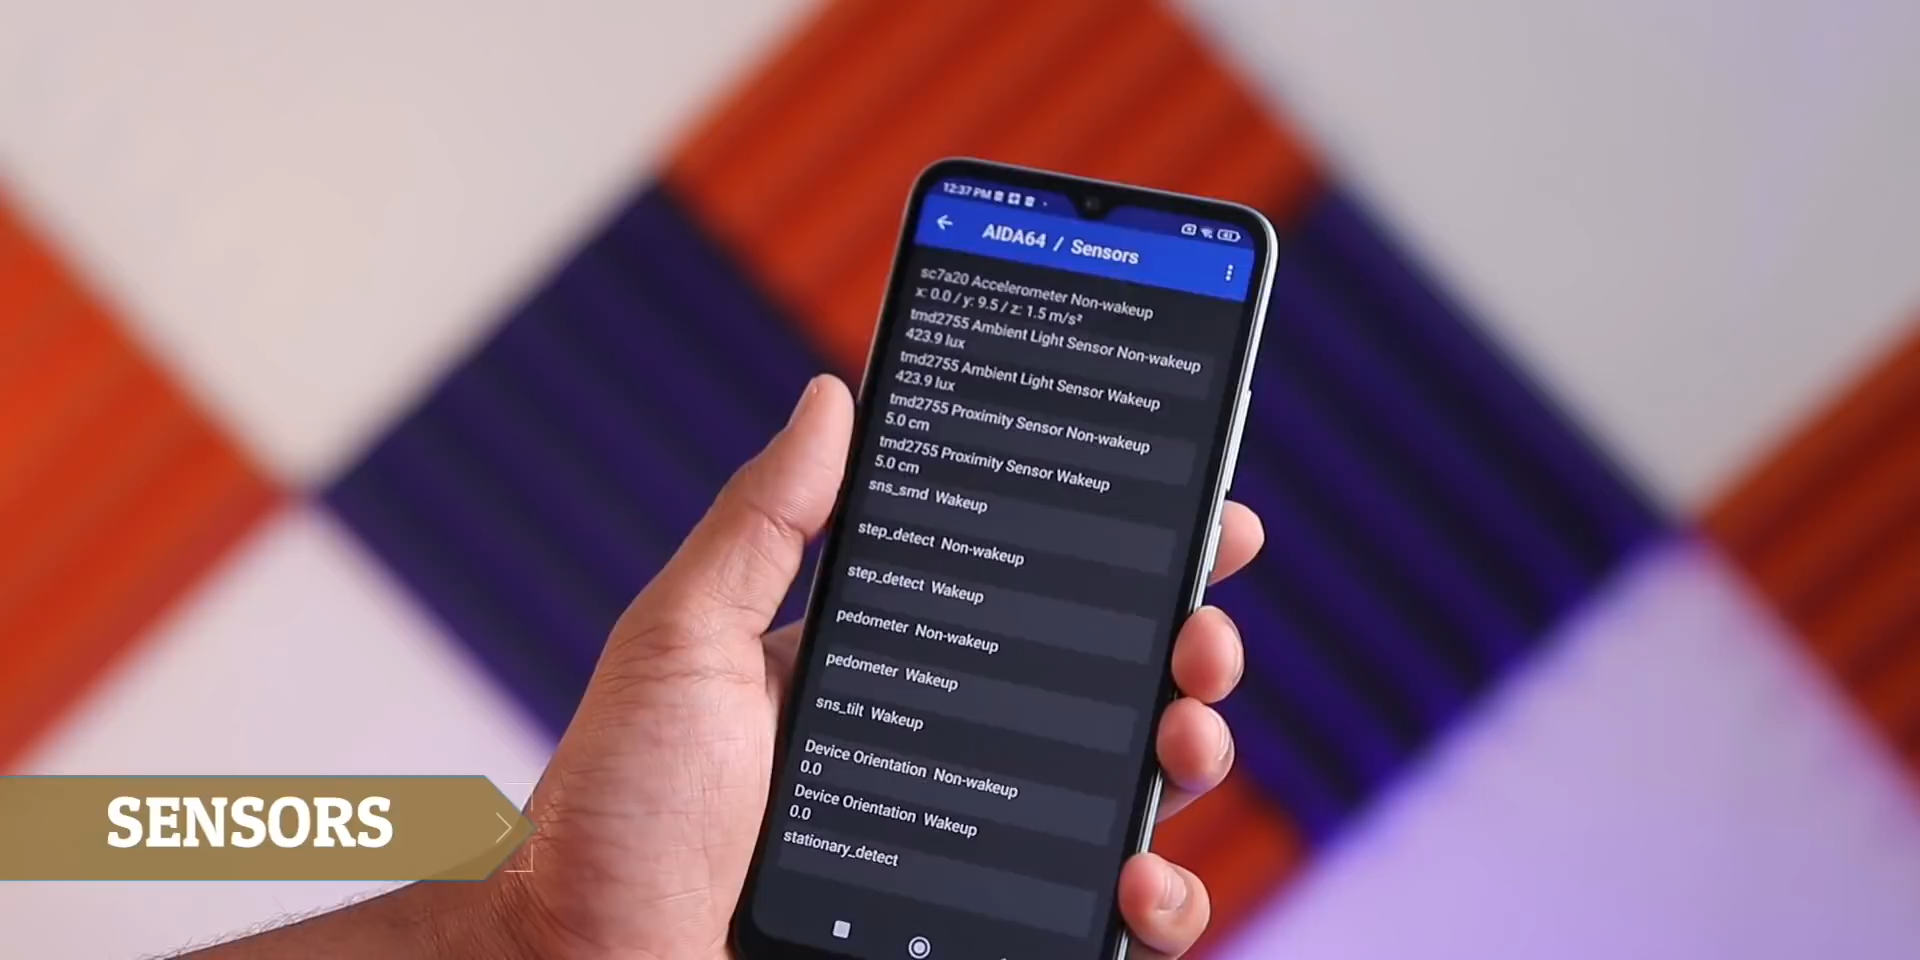 12:37 PM
AIDA64 / Sensors
sc7a20 Accelerometer Non-wakeup
x: 0.0 / y: 9.5 / z: 1.5 m/s²
tmd2755 Ambient Light Sensor Non-wakeup
423.9 lux
tmd2755 Ambient Light Sensor Wakeup
423.9 lux
tmd2755 Proximity Sensor Non-wakeup
5.0 cm
tmd2755 Proximity Sensor Wakeup
5.0 cm
sns_smd Wakeup
step_detect Non-wakeup
step_detect Wakeup
pedometer Non-wakeup
pedometer Wakeup
sns_tilt Wakeup
Device Orientation Non-wakeup
0.0
Device Orientation Wakeup
0.0
stationary_detect
SENSORS